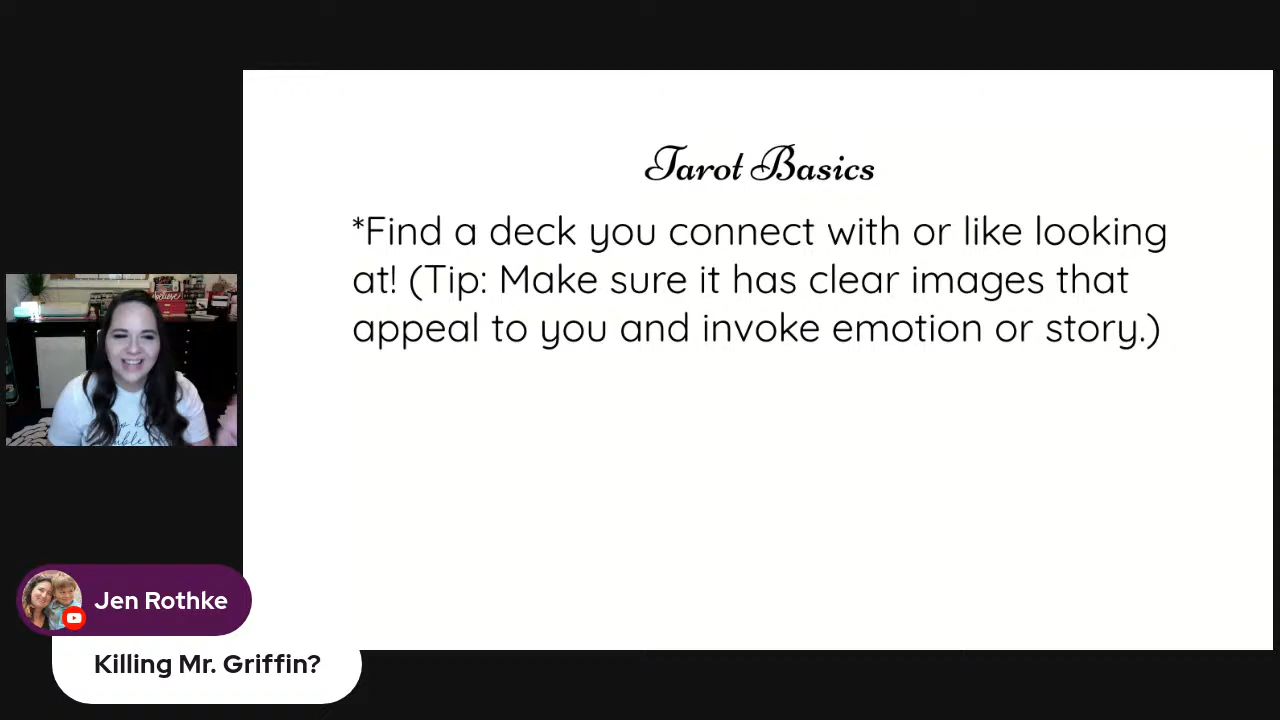 Tarot Basics
*Find a deck you connect with or like looking
at! (Tip: Make sure it has clear images that
appeal to you and invoke emotion or story.)
believe
Jen Rothke
Killing Mr. Griffin?